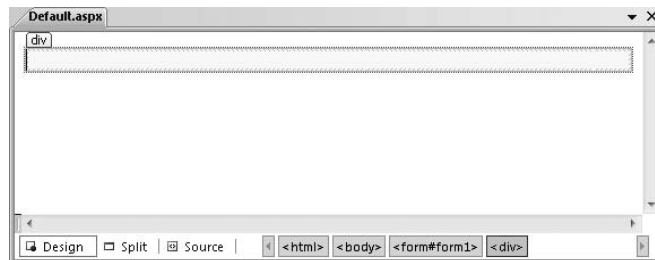 Default.aspx
div
Design Split Source <html> <body> <form#form1> <div>